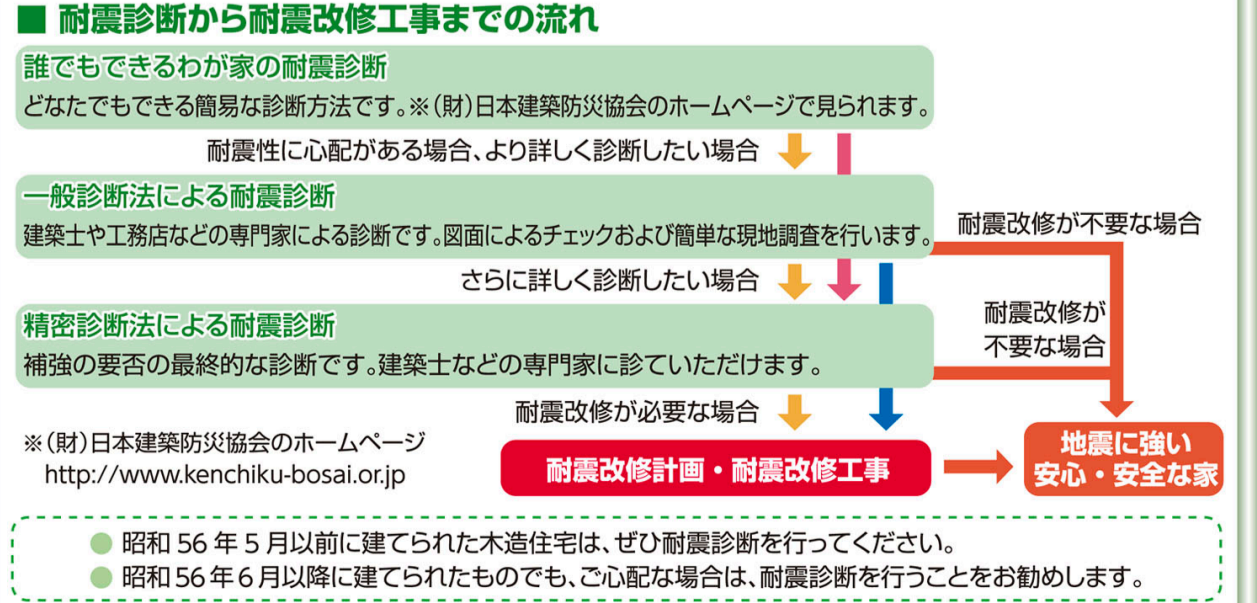 ■ 耐震診断から耐震改修工事までの流れ
誰でもできるわが家の耐震診断
どなたでもできる簡易な診断方法です。※(財)日本建築防災協会のホームページで見られます。
耐震性に心配がある場合、より詳しく診断したい場合
一般診断法による耐震診断
建築士や工務店などの専門家による診断です。図面によるチェックおよび簡単な現地調査を行います。
耐震改修が不要な場合
さらに詳しく診断したい場合
精密診断法による耐震診断
補強の要否の最終的な診断です。建築士などの専門家に診ていただけます。
耐震改修が
不要な場合
耐震改修が必要な場合
※(財)日本建築防災協会のホームページ
http://www.kenchiku-bosai.or.jp
耐震改修計画・耐震改修工事
地震に強い
安心・安全な家
● 昭和 56 年 5 月以前に建てられた木造住宅は、ぜひ耐震診断を行ってください。
● 昭和 56 年 6 月以降に建てられたものでも、ご心配な場合は、耐震診断を行うことをお勧めします。